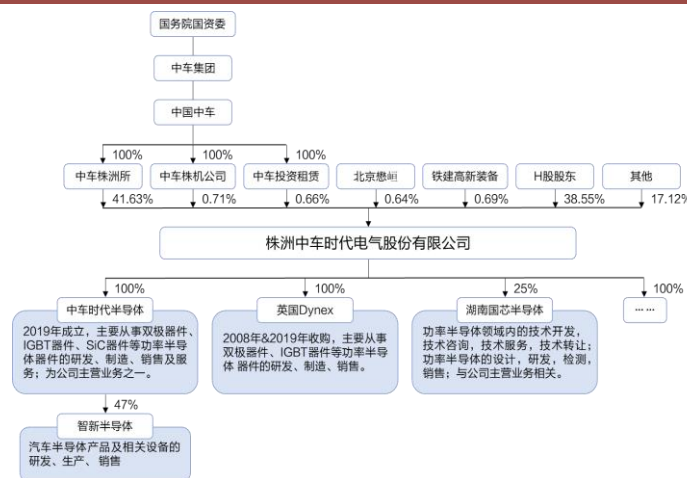 国务院国资委
中车集团
中国中车
100%
100%
100%
中车株洲所
中车株机公司
中车投资租赁
北京懋峘
铁建高新装备
H股股东
其他
41.63%
0.71%
0.66%
0.64%
0.69%
38.55%
17.12%
株洲中车时代电气股份有限公司
100%
100%
25%
100%
中车时代半导体
2019年成立，主要从事双极器件、
IGBT器件、SiC器件等功率半导
体器件的研发、制造、销售及服
务；为公司主营业务之一。
英国Dynex
2008年&2019年收购，主要从事
双极器件、IGBT器件等功率半导
体 器件的研发、制造、销售。
湖南国芯半导体
功率半导体领域内的技术开发，
技术咨询，技术服务，技术转让；
功率半导体的设计，研发，检测，
销售；与公司主营业务相关。
... ...
47%
智新半导体
汽车半导体产品及相关设备的
研发、生产、 销售